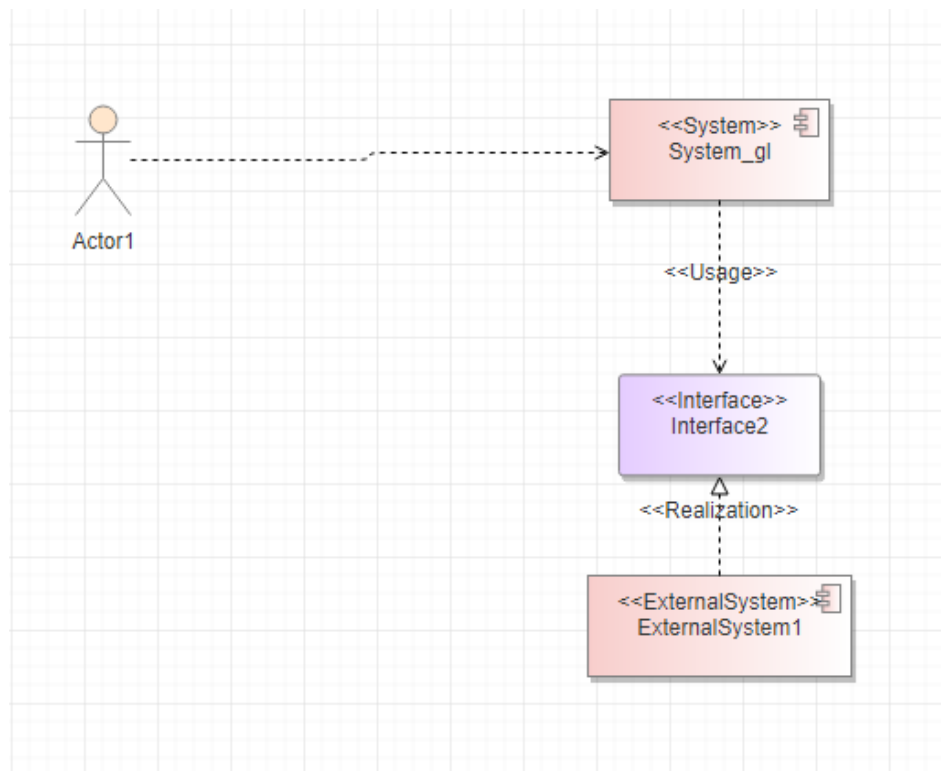 <<System>>
System_gl
Actor1
<<Usage>>
<<Interface>>
Interface2
<<Realization>>
<<ExternalSystem>>
ExternalSystem1